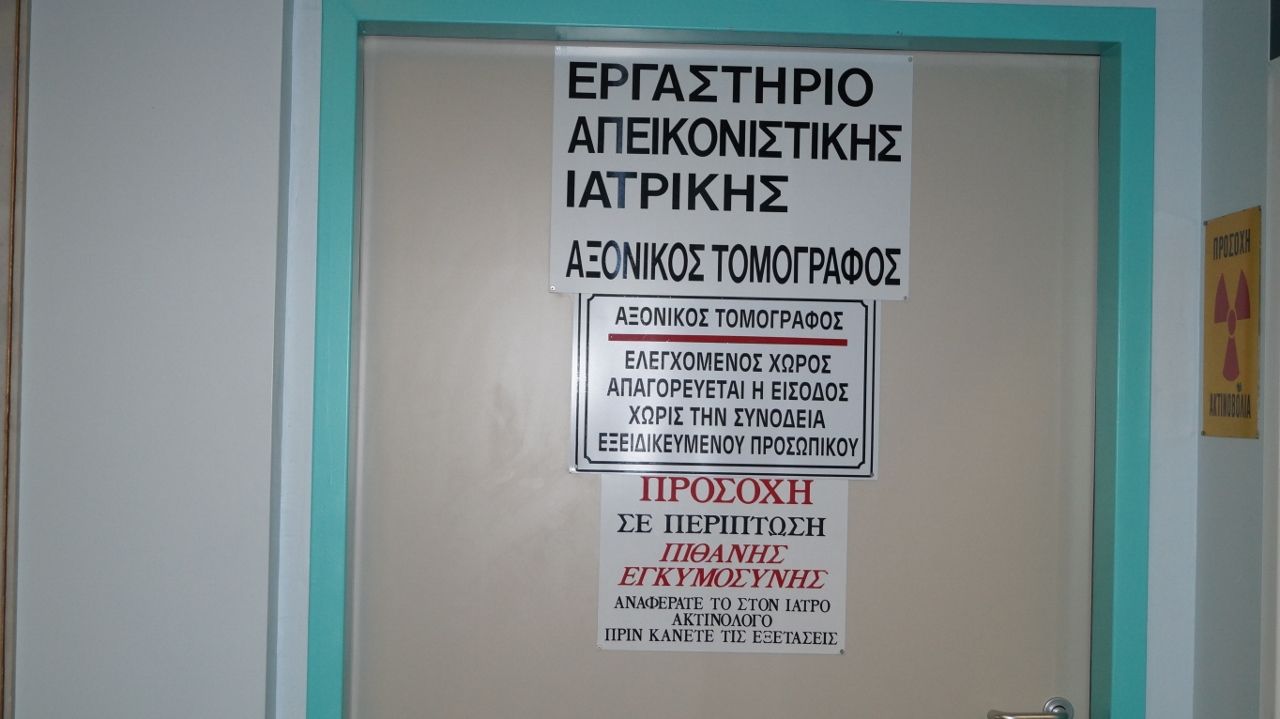 ΕΡΓΑΣΤΗΡΙΟ
ΑΠΕΙΚΟΝΙΣΤΙΚΗΣ
ΙΑΤΡΙΚΗΣ
ΑΞΟΝΙΚΟΣ ΤΟΜΟΓΡΑΦΟΣ
ΑΞΟΝΙΚΟΣ ΤΟΜΟΓΡΑΦΟΣ
ΕΛΕΓΧΟΜΕΝΟΣ ΧΩΡΟΣ
ΑΠΑΓΟΡΕΥΕΤΑΙ Η ΕΙΣΟΔΟΣ
ΧΩΡΙΣ ΤΗΝ ΣΥΝΟΔΕΙΑ
ΕΞΕΙΔΙΚΕΥΜΕΝΟΥ ΠΡΟΣΩΠΙΚΟΥ
ΠΡΟΣΟΧΗ
ΣΕ ΠΕΡΙΠΤΩΣΗ
ΠΙΘΑΝΗΣ
ΕΓΚΥΜΟΣΥΝΗΣ
ΑΝΑΦΕΡΑΤΕ ΤΟ ΣΤΟΝ ΙΑΤΡΟ
ΑΚΤΙΝΟΛΟΓΟ
ΠΡΙΝ ΚΑΝΕΤΕ ΤΙΣ ΕΞΕΤΑΣΕΙΣ
ΠΡΟΣΟΧΗ
ΑΚΤΙΝΟΒΟΛΙΑ